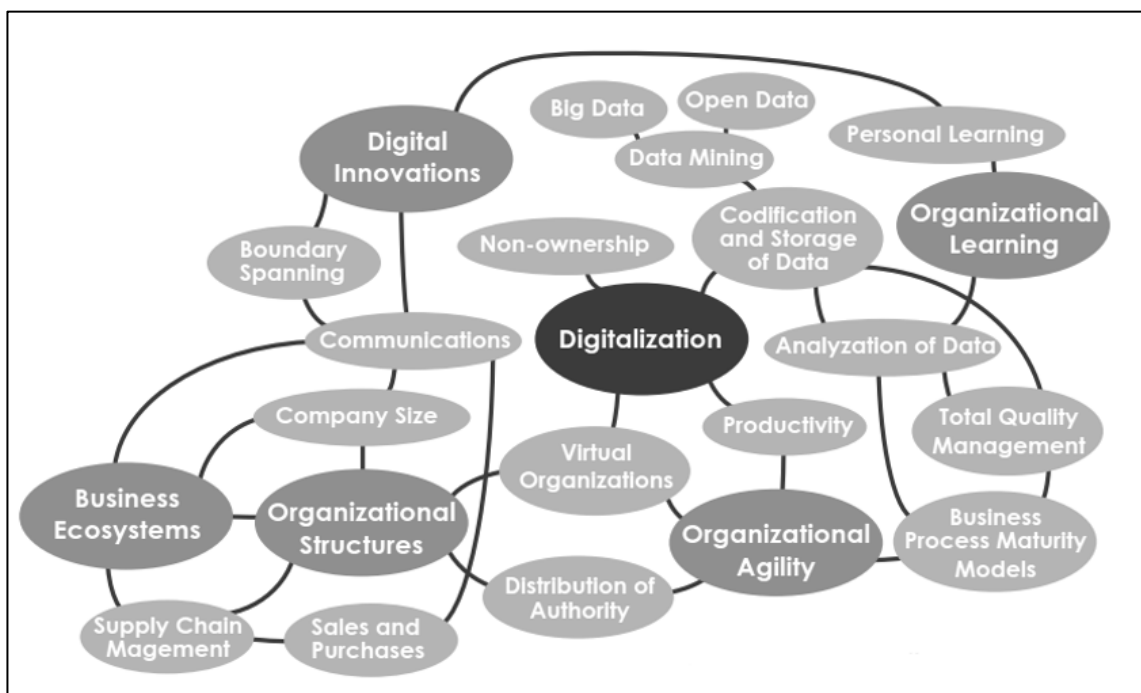 Big Data
Open Data
Digital
Innovations
Data Mining
Personal Learning
Codification
and Storage
of Data
Organizational
Learning
Boundary
Spanning
Non-ownership
Communications
Digitalization
Analyzation of Data
Company Size
Productivity
Total Quality
Management
Virtual
Organizations
Business
Ecosystems
Organizational
Structures
Organizational
Agility
Business
Process Maturity
Models
Distribution of
Authority
Supply Chain
Magement
Sales and
Purchases